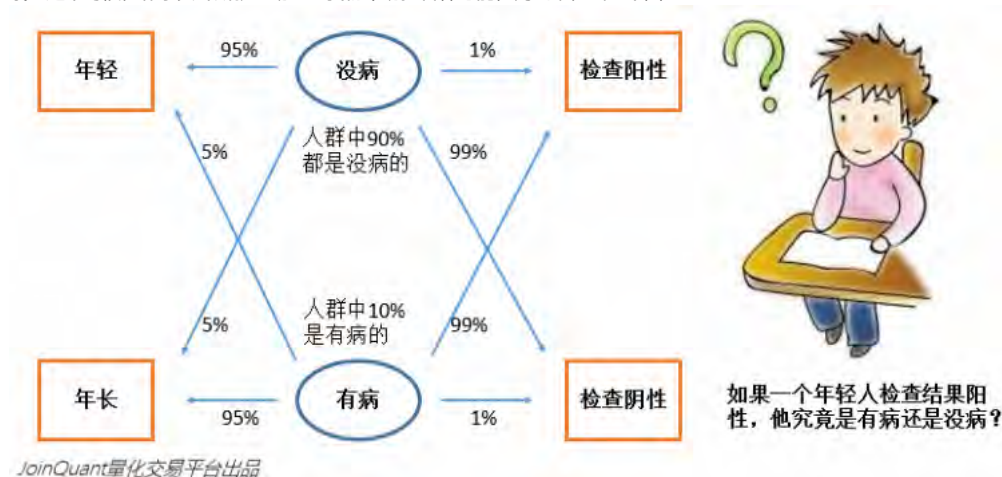 95%
没病
1%
年轻
检查阳性
人群中90%
都是没病的
5%
99%
人群中10%
是有病的
5%
99%
年长
有病
检查阴性
95%
1%
如果一个年轻人检查结果阳
性，他究竟是有病还是没病？
JoinQuant量化交易平台出品